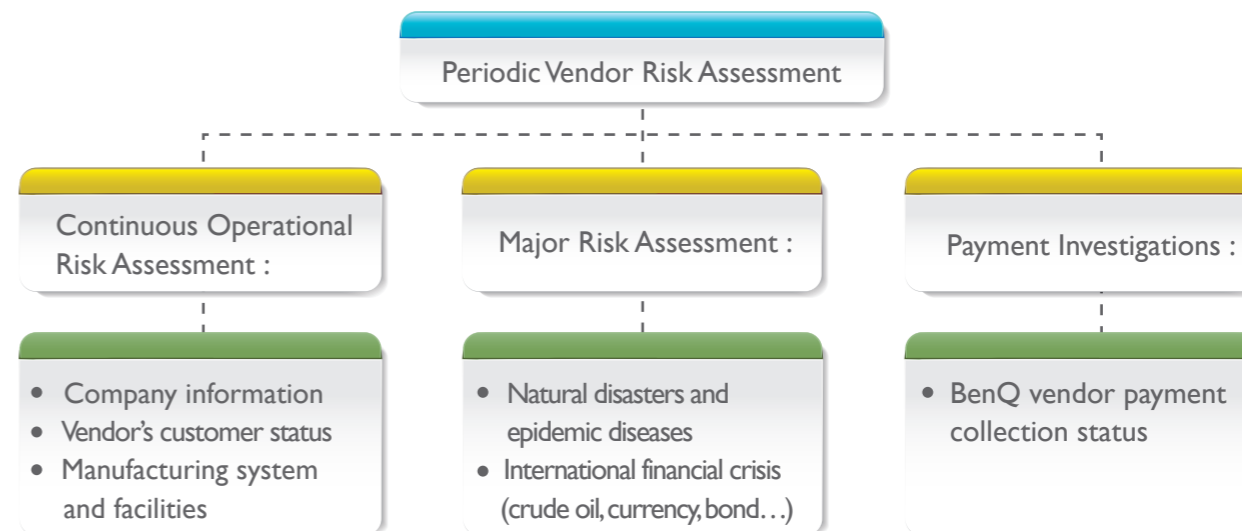 Periodic Vendor Risk Assessment
Continuous Operational
Risk Assessment :
Major Risk Assessment :
Payment Investigations :
• Company information
• Vendor’s customer status
• Manufacturing system
and facilities
• Natural disasters and
epidemic diseases
• International financial crisis
(crude oil, currency, bond…)
• BenQ vendor payment
collection status